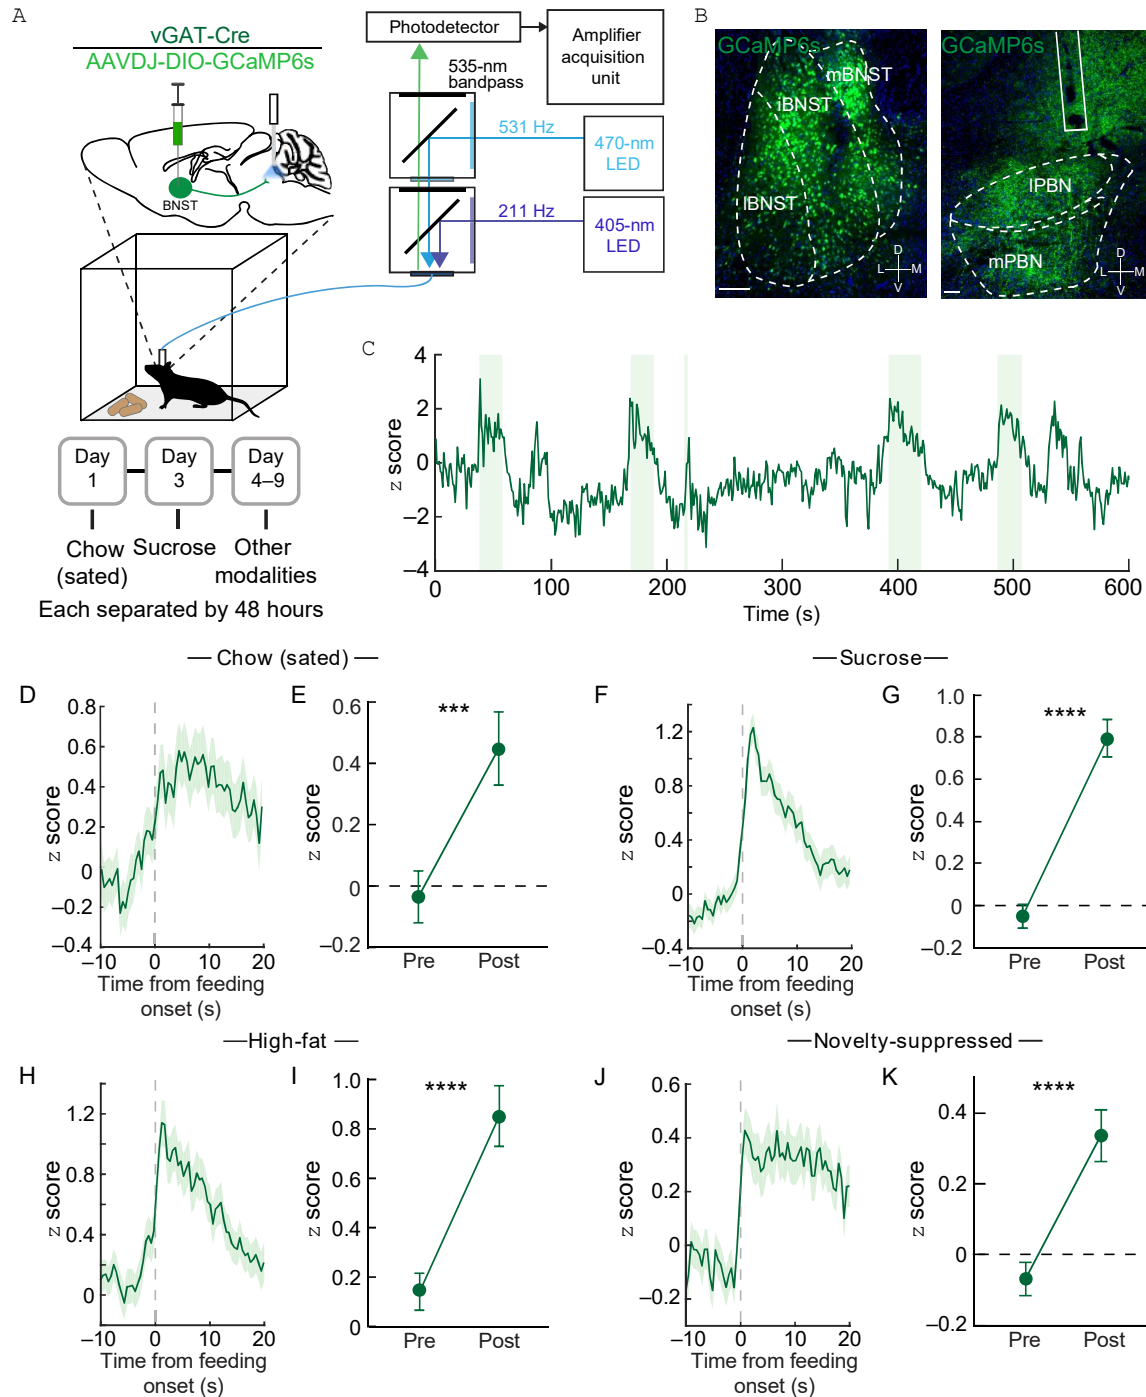 A
vGAT-Cre
AAVDJ-DIO-GCaMP6s
BNST
Photodetector
Amplifier
acquisition
unit
535-nm
bandpass
531 Hz
470-nm
LED
211 Hz
405-nm
LED
Day
1
Day
3
Day
4–9
Chow
(sated)
Sucrose
Other
modalities
Each separated by 48 hours
B
GCaMP6s
mBNST
lBNST
lBNST
D
L M
V
GCaMP6s
lPBN
mPBN
D
L M
V
C
z score
4
2
0
–2
–4
0 100 200 300 400 500 600
Time (s)
Chow (sated)
D
z score
0.8
0.6
0.4
0.2
0
–0.2
–0.4
–10 0 10 20
Time from feeding
onset (s)
E
z score
0.6
0.4
0.2
0
–0.2
***
Pre Post
Sucrose
F
z score
1.2
0.8
0.4
0
–0.4
–10 0 10 20
Time from feeding
onset (s)
G
z score
1.0
0.8
0.6
0.4
0.2
0
–0.2
****
Pre Post
High-fat
H
z score
1.2
0.8
0.4
0
–10 0 10 20
Time from feeding
onset (s)
I
z score
1.0
0.8
0.6
0.4
0.2
0
****
Pre Post
Novelty-suppressed
J
z score
0.6
0.4
0.2
0
–0.2
–10 0 10 20
Time from feeding
onset (s)
K
z score
0.4
0.2
0
–0.2
****
Pre Post